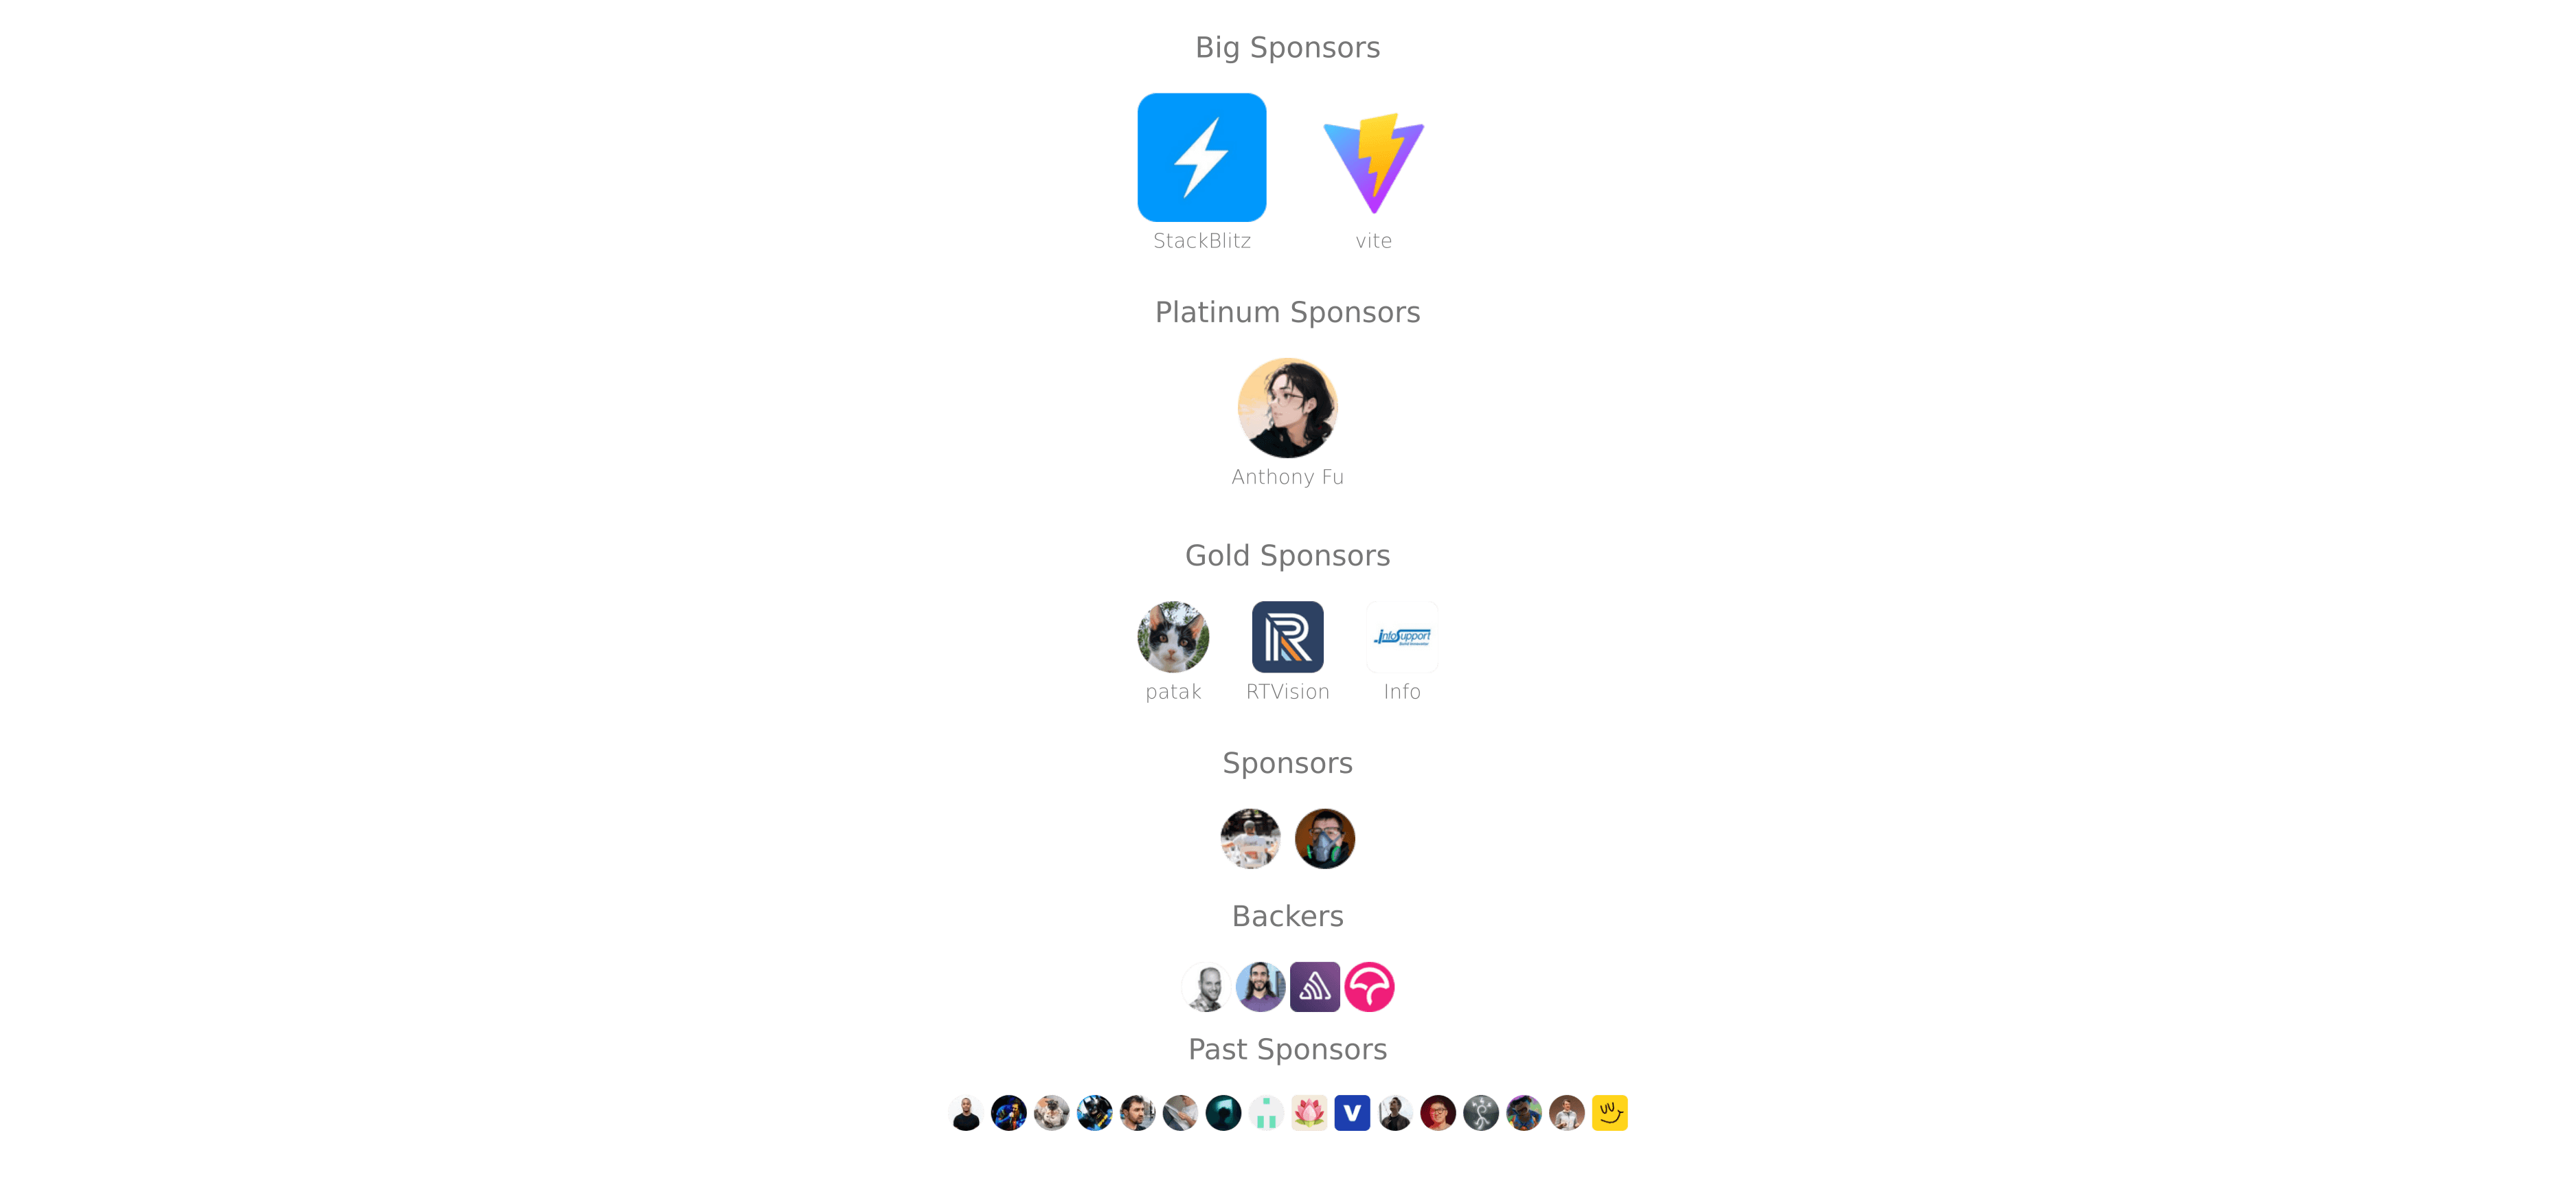 Big Sponsors
StackBlitz
vite
Platinum Sponsors
Anthony Fu
Gold Sponsors
infoSupport
patak
RTVision
Info
Sponsors
Backers
Past Sponsors
V